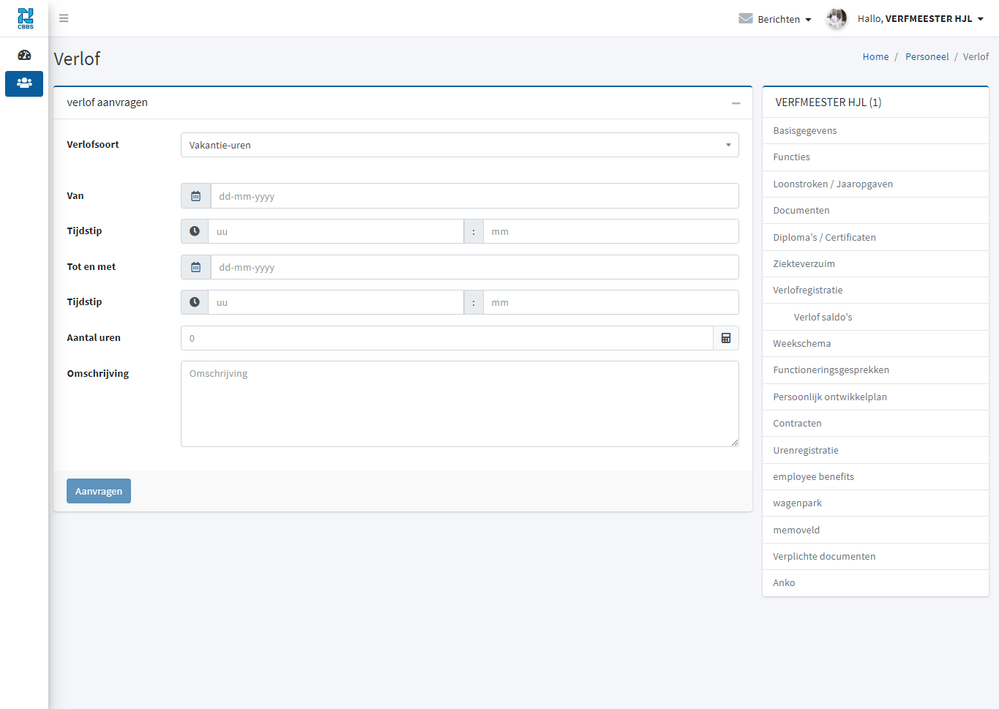 CBBS
Berichten
Hallo, VERFMEESTER HJL
Verlof
Home / Personeel / Verlof
verlof aanvragen
Verlofsoort
Vakantie-uren
Van
dd-mm-yyyy
Tijdstip
uu : mm
Tot en met
dd-mm-yyyy
Tijdstip
uu : mm
Aantal uren
0
Omschrijving
Omschrijving
Aanvragen
VERFMEESTER HJL (1)
Basisgegevens
Functies
Loonstroken / Jaaropgaven
Documenten
Diploma's / Certificaten
Ziekteverzuim
Verlofregistratie
Verlof saldo's
Weekschema
Functioneringsgesprekken
Persoonlijk ontwikkelplan
Contracten
Urenregistratie
employee benefits
wagenpark
memoveld
Verplichte documenten
Anko